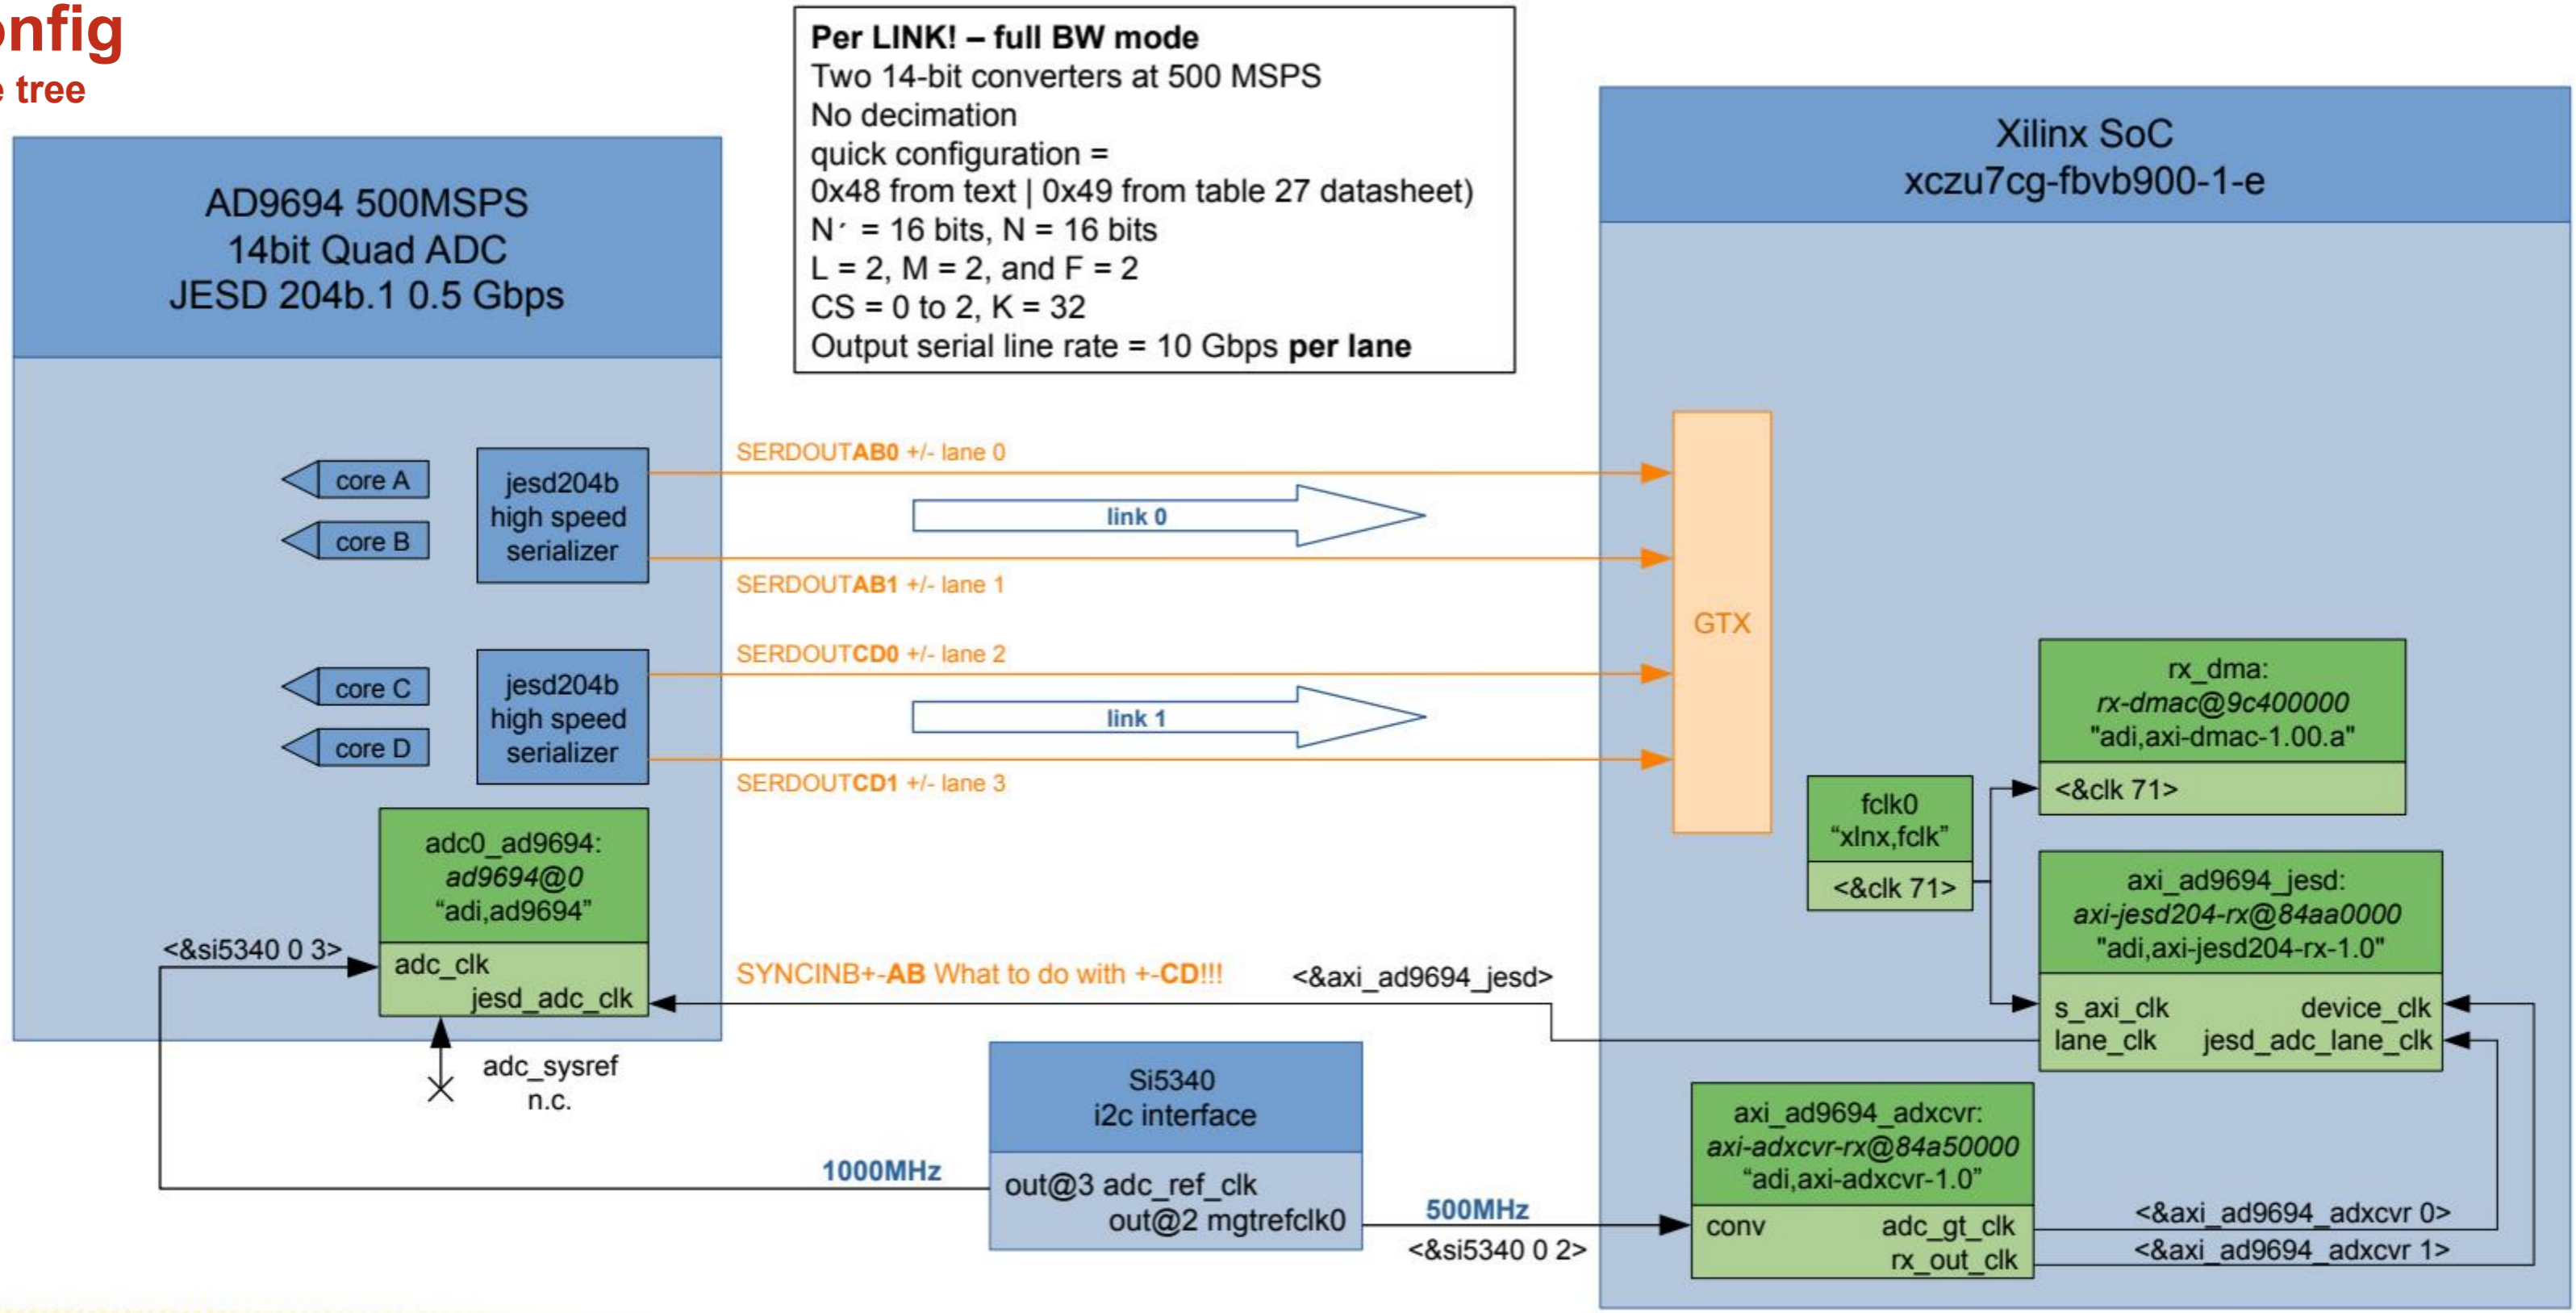 onfig
e tree
Per LINK! – full BW mode
Two 14-bit converters at 500 MSPS
No decimation
quick configuration =
0x48 from text | 0x49 from table 27 datasheet)
N´ = 16 bits, N = 16 bits
L = 2, M = 2, and F = 2
CS = 0 to 2, K = 32
Output serial line rate = 10 Gbps per lane
AD9694 500MSPS
14bit Quad ADC
JESD 204b.1 0.5 Gbps
Xilinx SoC
xczu7cg-fbvb900-1-e
core A
core B
jesd204b
high speed
serializer
SERDOUTAB0 +/- lane 0
link 0
SERDOUTAB1 +/- lane 1
core C
core D
jesd204b
high speed
serializer
SERDOUTCD0 +/- lane 2
link 1
SERDOUTCD1 +/- lane 3
GTX
rx_dma:
rx-dmac@9c400000
"adi,axi-dmac-1.00.a"
<&clk 71>
fclk0
“xlnx,fclk”
<&clk 71>
axi_ad9694_jesd:
axi-jesd204-rx@84aa0000
"adi,axi-jesd204-rx-1.0"
s_axi_clk device_clk
lane_clk jesd_adc_lane_clk
adc0_ad9694:
ad9694@0
“adi,ad9694”
<&si5340 0 3>
adc_clk
jesd_adc_clk
SYNCINB+-AB What to do with +-CD!!!
<&axi_ad9694_jesd>
adc_sysref
n.c.
Si5340
i2c interface
1000MHz
out@3 adc_ref_clk
out@2 mgtrefclk0
500MHz
<&si5340 0 2>
axi_ad9694_adxcvr:
axi-adxcvr-rx@84a50000
“adi,axi-adxcvr-1.0”
conv adc_gt_clk
rx_out_clk
<&axi_ad9694_adxcvr 0>
<&axi_ad9694_adxcvr 1>